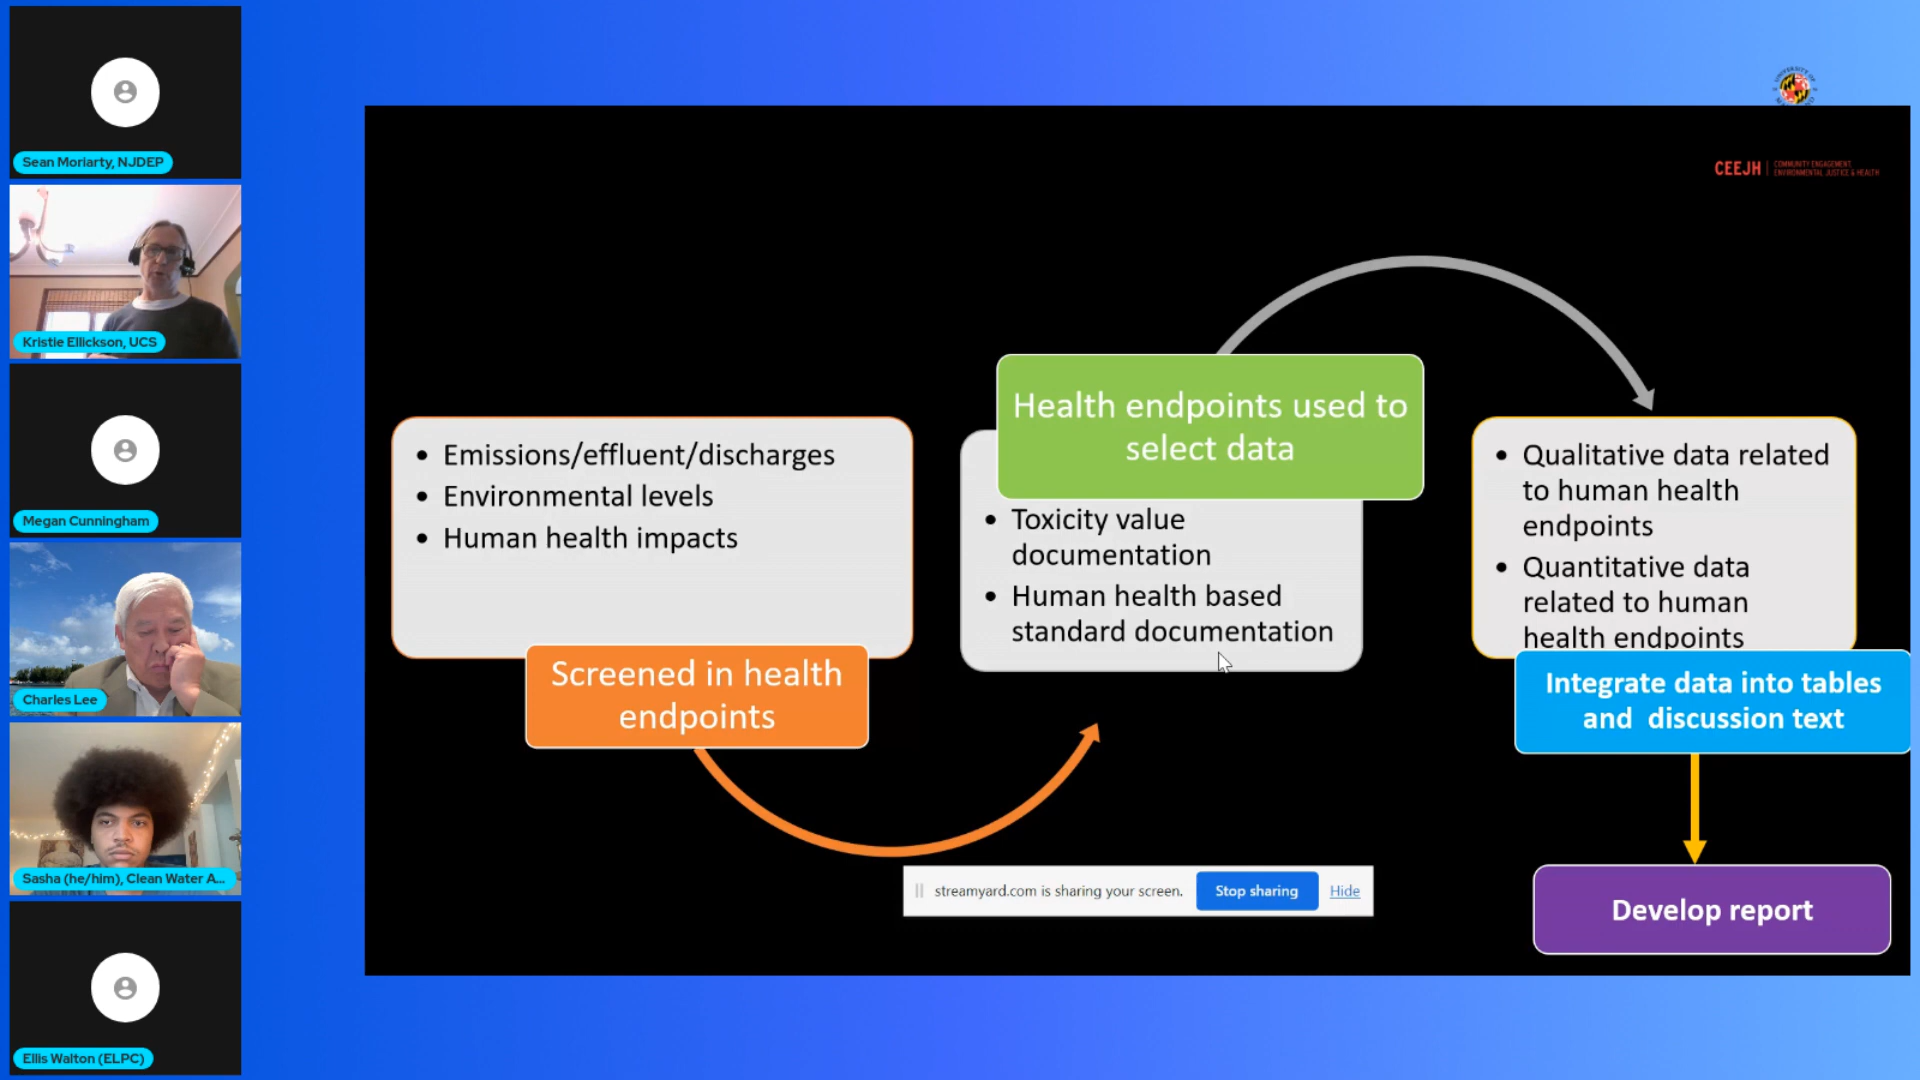 Sean Moriarty, NJDEP
Kristie Ellickson, UCS
Megan Cunningham
Charles Lee
Sasha (he/him), Clean Water A...
Ellis Walton (ELPC)
CEEJH
COMMUNITY ENGAGEMENT,
ENVIRONMENTAL JUSTICE & HEALTH
• Emissions/effluent/discharges
• Environmental levels
• Human health impacts
Screened in health
endpoints
Health endpoints used to
select data
• Toxicity value
documentation
• Human health based
standard documentation
• Qualitative data related
to human health
endpoints
• Quantitative data
related to human
health endpoints
Integrate data into tables
and discussion text
Develop report
streamyard.com is sharing your screen.
Stop sharing
Hide